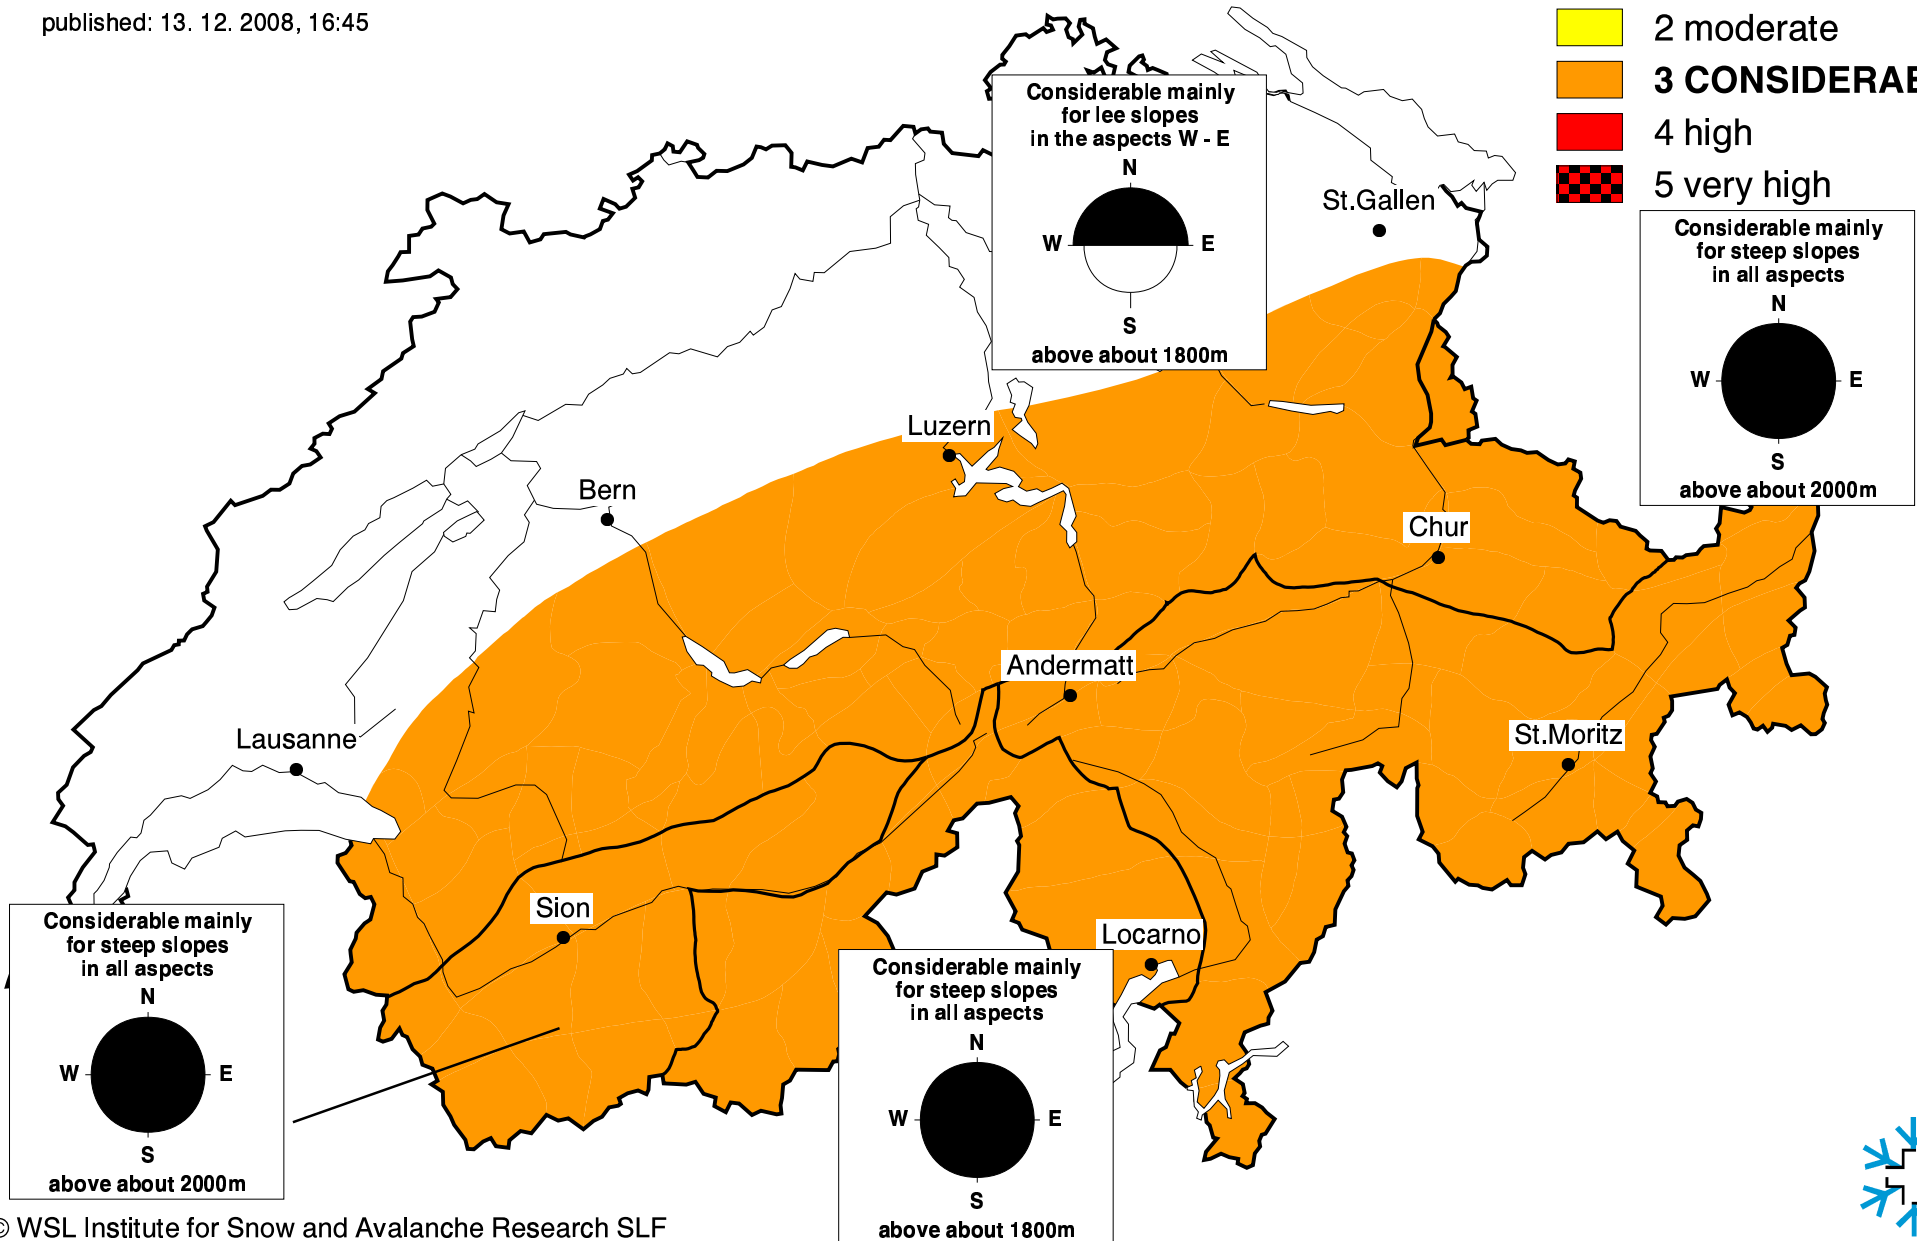 published: 13. 12. 2008, 16:45
2 moderate
3 CONSIDERAB
4 high
5 very high
Considerable mainly
for lee slopes
in the aspects W - E
N
W E
S
above about 1800m
St.Gallen
Considerable mainly
for steep slopes
in all aspects
N
W E
S
above about 2000m
Luzern
Bern
Chur
Andermatt
Lausanne
St.Moritz
Sion
Locarno
Considerable mainly
for steep slopes
in all aspects
N
W E
S
above about 2000m
Considerable mainly
for steep slopes
in all aspects
N
W E
S
above about 1800m
© WSL Institute for Snow and Avalanche Research SLF